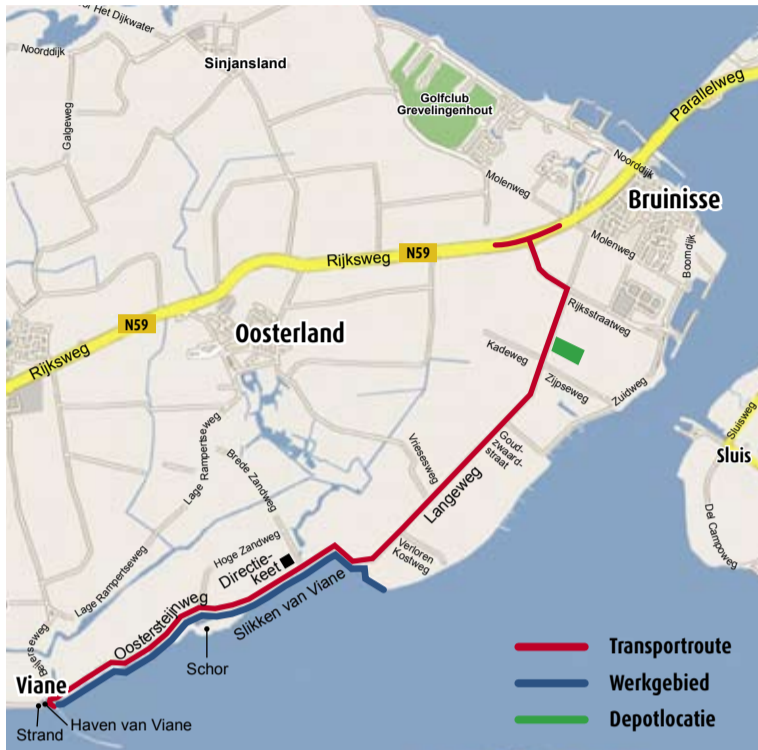 Het Dijkwater
Noorddijk
Sinjansland
Galgeweg
Golfclub
Grevelingenhout
Parallelweg
Noorddijk
Molenweg
Bruinisse
Molenweg
Boomdijk
Rijksweg
N59
N59
Rijksweg
Oosterland
Rijksstraatweg
Kadeweg
Zijpseweg
Zuidweg
Sluisweg
Sluis
Lage Rampertseweg
Brede Zandweg
Vriesesweg
Goud-
zwaard-
straat
Langeweg
Del Campoweg
Hoge Zandweg
Directie-
keet
Verloren
Kostweg
Lage Rampertseweg
Oostersteijnweg
Slikken van Viane
Beijerseweg
Schor
Viane
Haven van Viane
Strand
Transportroute
Werkgebied
Depotlocatie